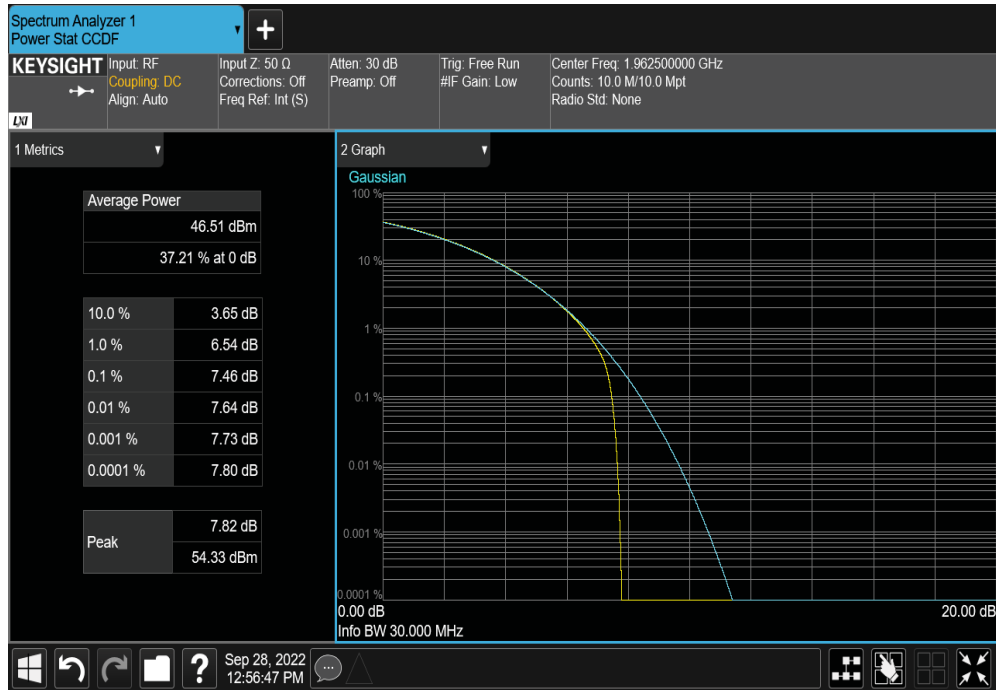 Spectrum Analyzer 1
Power Stat CCDF
+
KEYSIGHT
LXI
Input: RF
Coupling: DC
Align: Auto
Input Z: 50 Ω
Corrections: Off
Freq Ref: Int (S)
Atten: 30 dB
Preamp: Off
Trig: Free Run
#IF Gain: Low
Center Freq: 1.962500000 GHz
Counts: 10.0 M/10.0 Mpt
Radio Std: None
1 Metrics
Average Power
46.51 dBm
37.21 % at 0 dB
10.0 % 3.65 dB
1.0 % 6.54 dB
0.1 % 7.46 dB
0.01 % 7.64 dB
0.001 % 7.73 dB
0.0001 % 7.80 dB
Peak
7.82 dB
54.33 dBm
2 Graph
Gaussian
100 %
10 %
1 %
0.1 %
0.01 %
0.001 %
0.0001 %
0.00 dB 20.00 dB
Info BW 30.000 MHz
?
Sep 28, 2022
12:56:47 PM